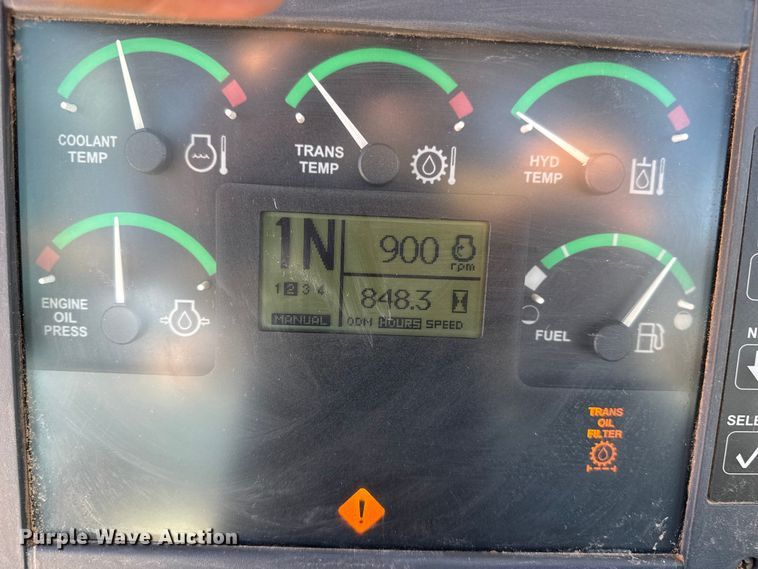 COOLANT
TEMP
TRANS
TEMP
HYD
TEMP
ENGINE
OIL
PRESS
1N
900
rpm
1 2 3 4
848.3
MANUAL
ODM HOURS SPEED
FUEL
TRANS
OIL
FILTER
!
N
SELE
Purple Wave Auction